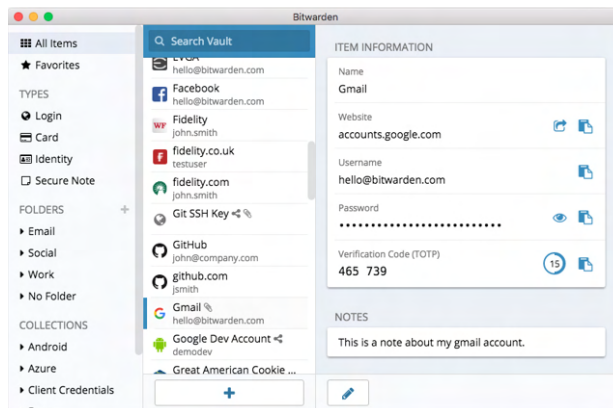 Bitwarden
All Items
Favorites
TYPES
Login
Card
Identity
Secure Note
FOLDERS
Email
Social
Work
No Folder
COLLECTIONS
Android
Azure
Client Credentials
Search Vault
EVGA
hello@bitwarden.com
Facebook
hello@bitwarden.com
WF
Fidelity
john.smith
fidelity.co.uk
testuser
fidelity.com
john.smith
Git SSH Key
GitHub
john@company.com
github.com
jsmith
Gmail
hello@bitwarden.com
Google Dev Account
demodev
Great American Cookie ...
ITEM INFORMATION
Name
Gmail
Website
accounts.google.com
Username
hello@bitwarden.com
Password
Verification Code (TOTP)
465 739
15
NOTES
This is a note about my gmail account.